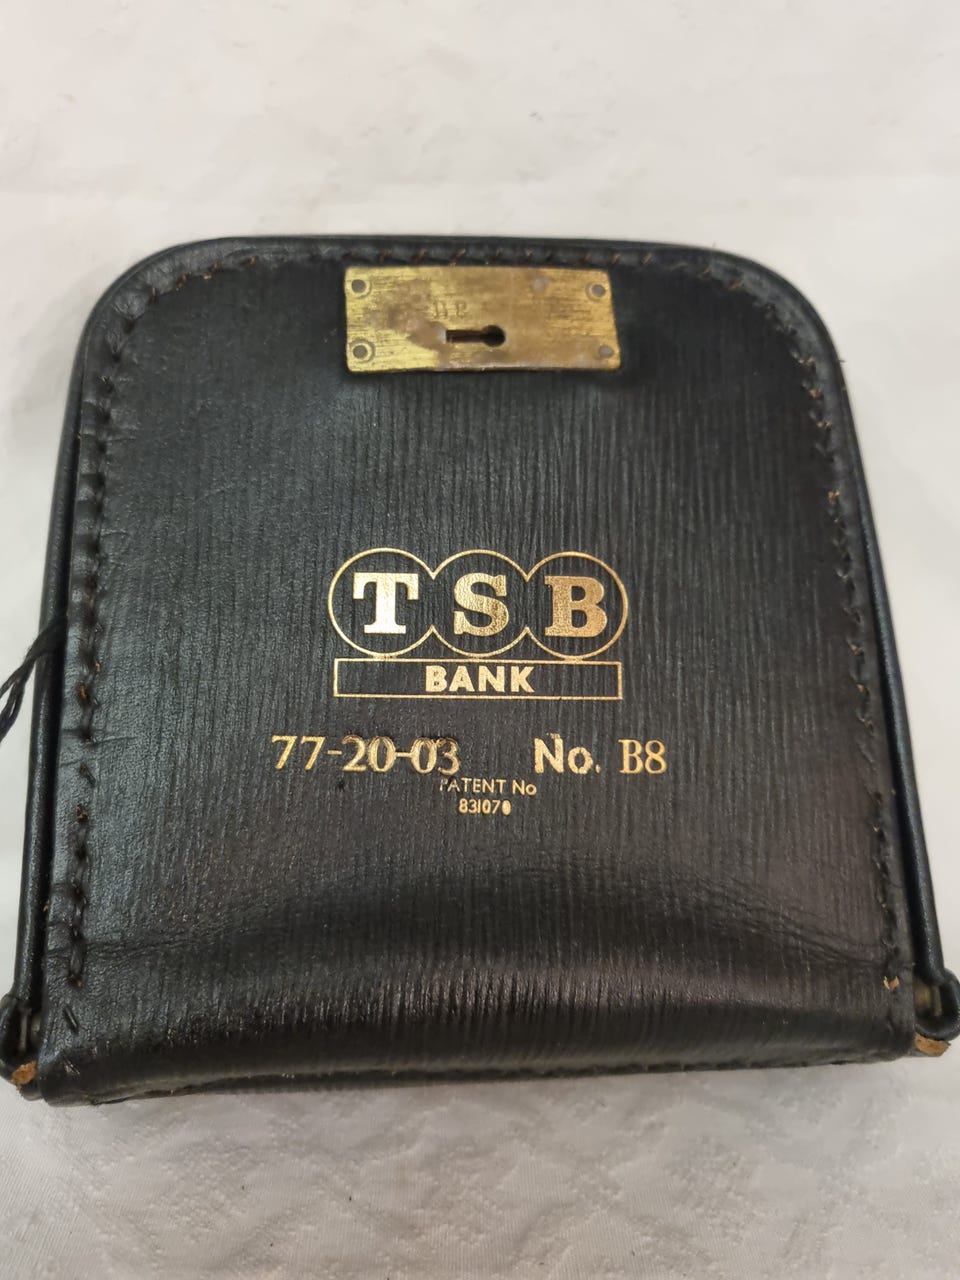 TSB
BANK
77-20-03 No. B8
PATENT No
831070